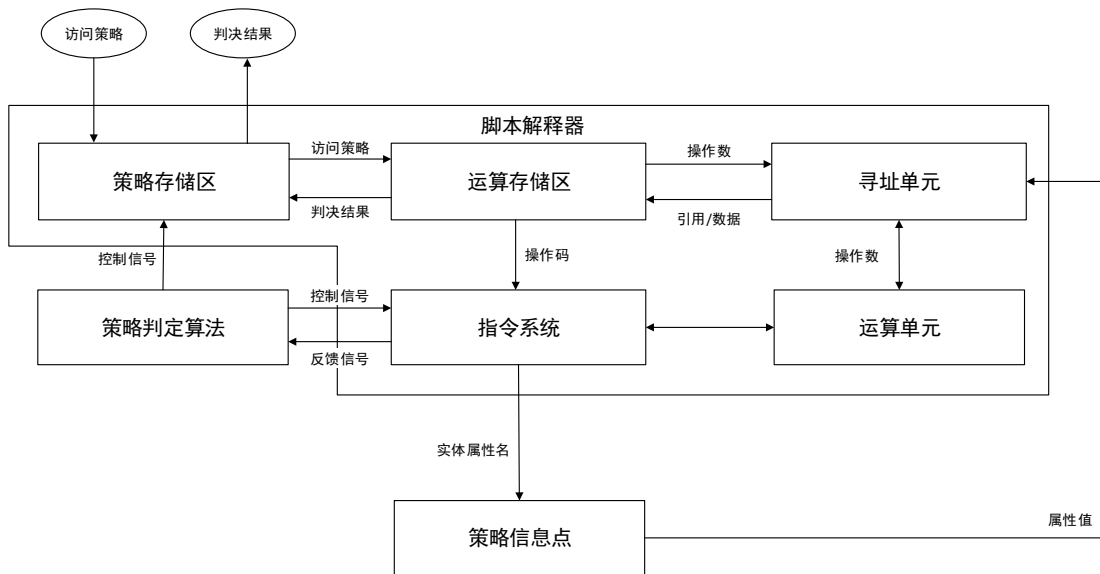 访问策略
判决结果
脚本解释器
策略存储区
访问策略
判决结果
运算存储区
操作数
引用/数据
寻址单元
控制信号
操作码
操作数
策略判定算法
控制信号
反馈信号
指令系统
运算单元
实体属性名
策略信息点
属性值